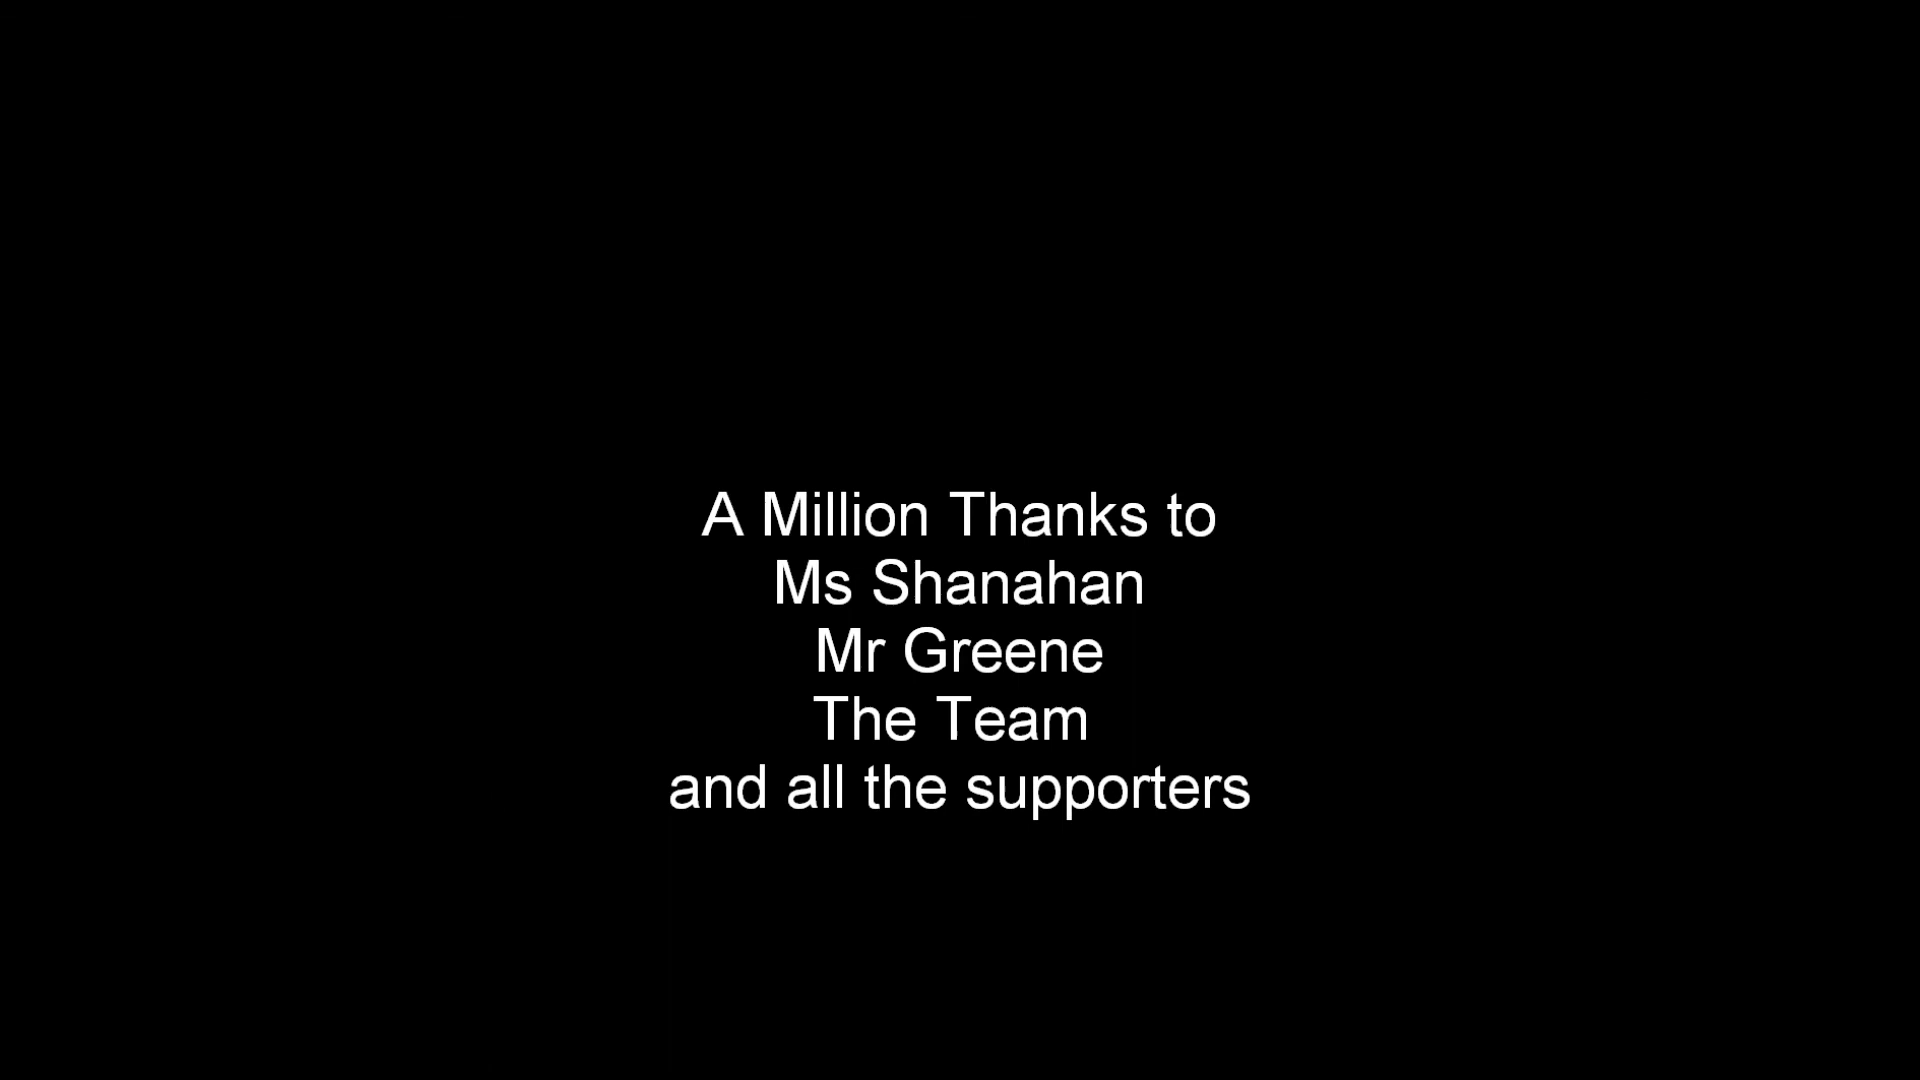 A Million Thanks to
Ms Shanahan
Mr Greene
The Team
and all the supporters